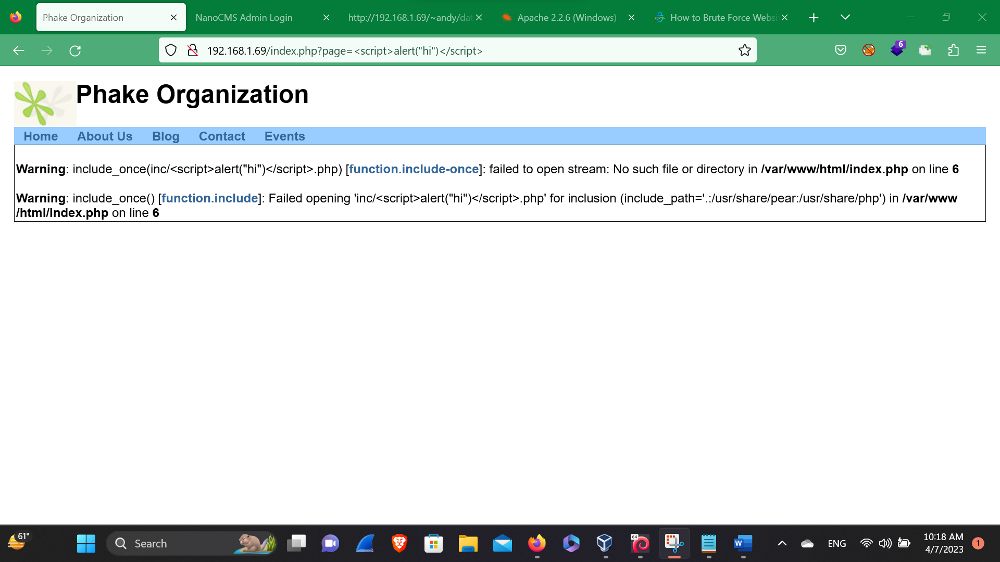 Phake Organization
NanoCMS Admin Login
http://192.168.1.69/~andy/dat
Apache 2.2.6 (Windows) -
How to Brute Force Websi
192.168.1.69/index.php?page=<script>alert("hi")</script>
6
Phake Organization
Home About Us Blog Contact Events
Warning: include_once(inc/<script>alert("hi")</script>.php) [function.include-once]: failed to open stream: No such file or directory in /var/www/html/index.php on line 6
Warning: include_once() [function.include]: Failed opening 'inc/<script>alert("hi")</script>.php' for inclusion (include_path='.:/usr/share/pear:/usr/share/php') in /var/www
/html/index.php on line 6
61°
Search
64
W
ENG
10:18 AM
4/7/2023
1